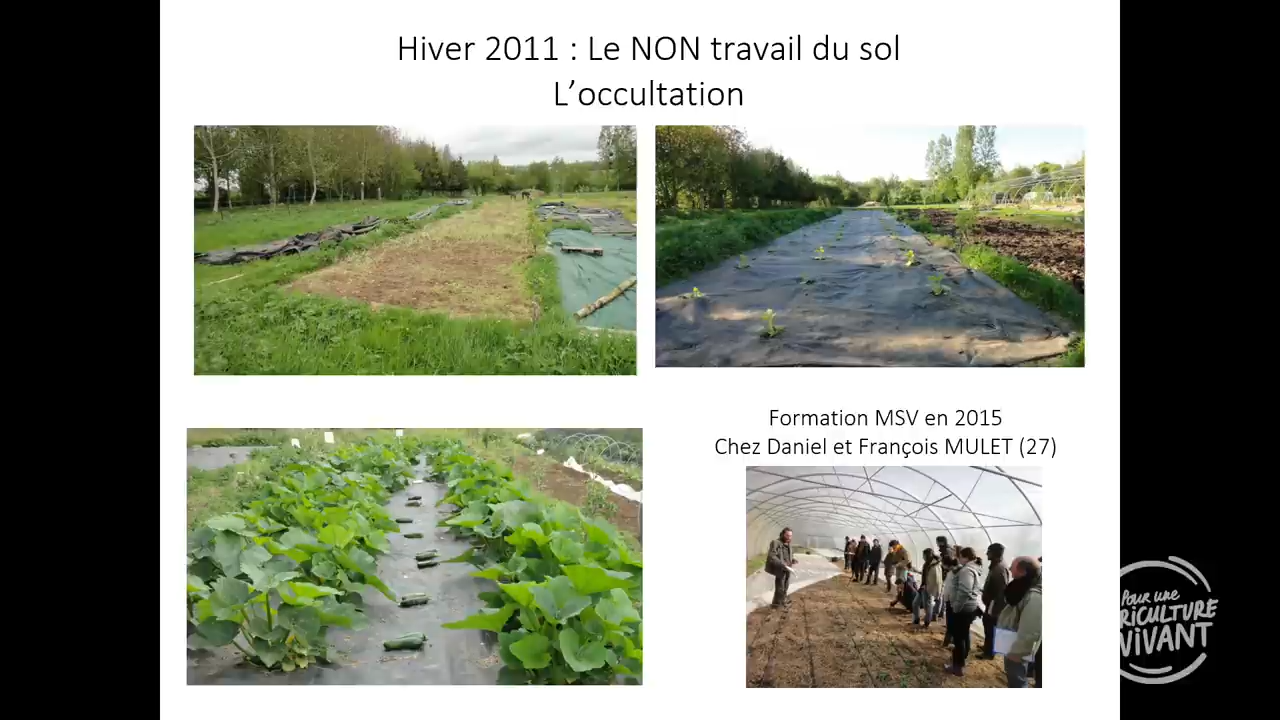 Hiver 2011 : Le NON travail du sol
L’occultation
Formation MSV en 2015
Chez Daniel et François MULET (27)
Pour une
RICULTURE
VIVANT